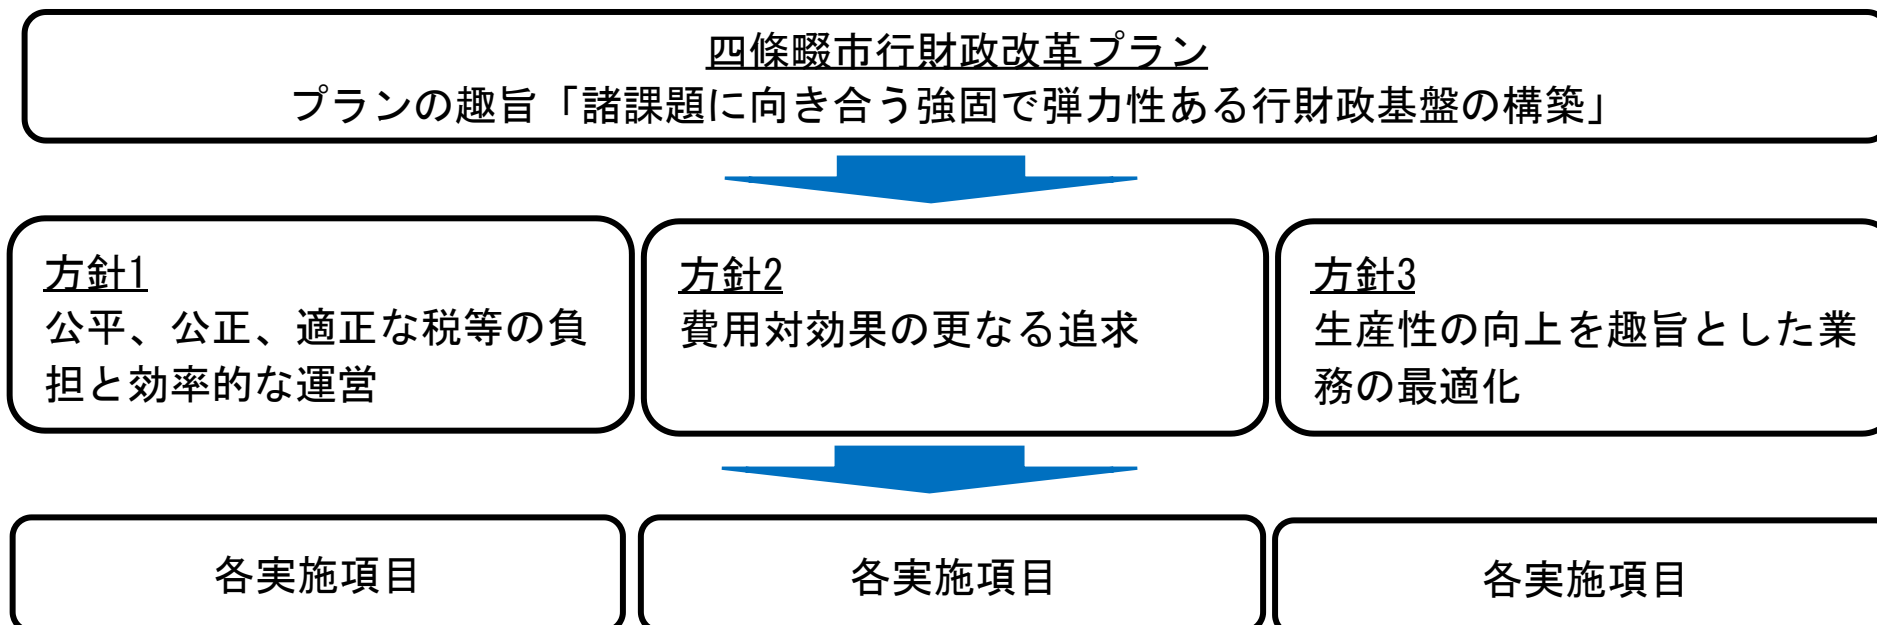 四條畷市行財政改革プラン
プランの趣旨「諸課題に向き合う強固で弾力性ある行財政基盤の構築」
方針1
公平、公正、適正な税等の負
担と効率的な運営
方針2
費用対効果の更なる追求
方針3
生産性の向上を趣旨とした業
務の最適化
各実施項目
各実施項目
各実施項目